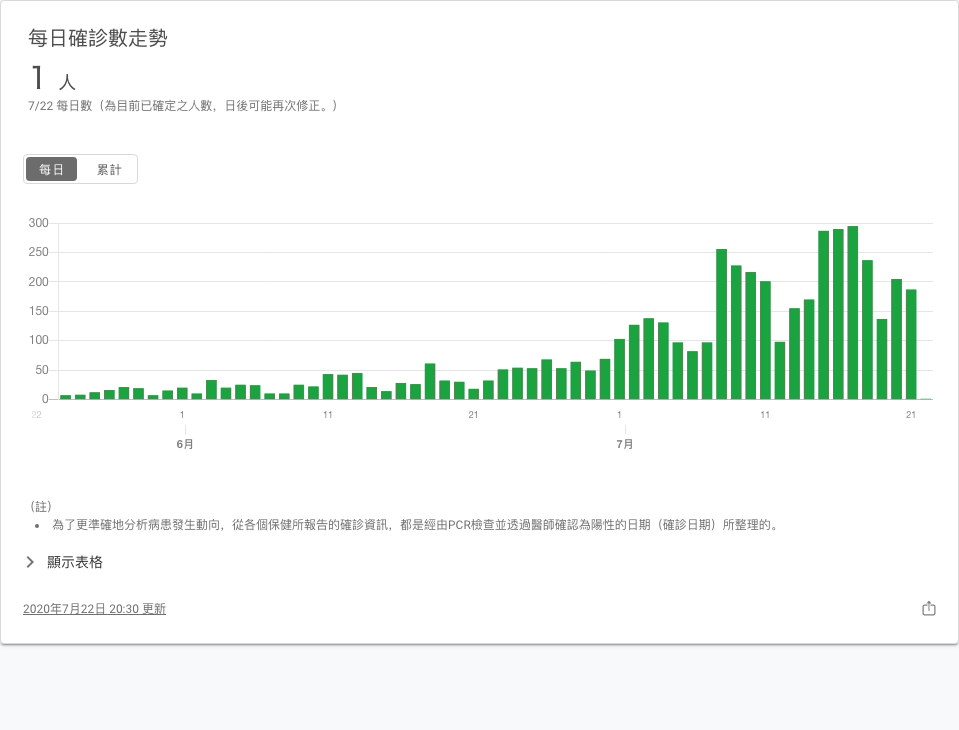 每日確診數走勢
1 人
7/22 每日數（為目前已確定之人數，日後可能再次修正。）
每日 累計
300
250
200
150
100
50
0
22 1 11 21 1 11 21
6月 7月
（註）
• 為了更準確地分析病患發生動向，從各個保健所報告的確診資訊，都是經由PCR檢查並透過醫師確認為陽性的日期（確診日期）所整理的。
顯示表格
2020年7月22日 20:30 更新